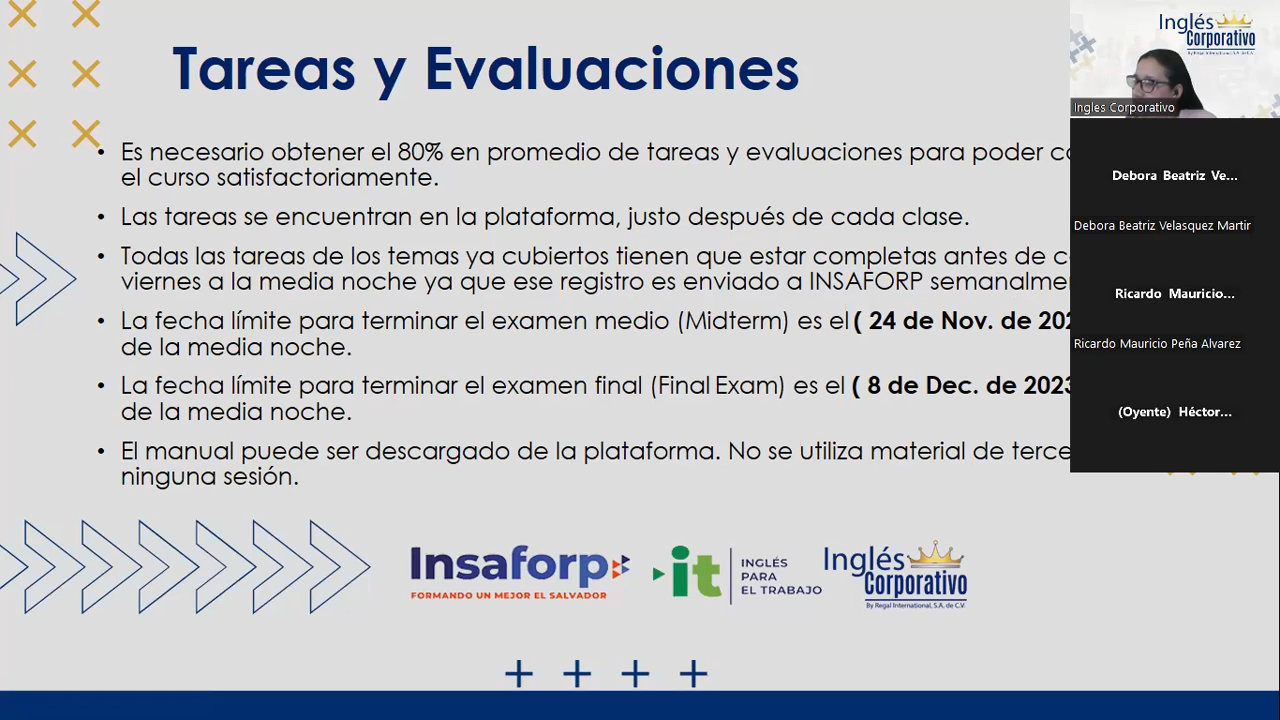 Tareas y Evaluaciones
• Es necesario obtener el 80% en promedio de tareas y evaluaciones para poder
el curso satisfactoriamente.
• Las tareas se encuentran en la plataforma, justo después de cada clase.
• Todas las tareas de los temas ya cubiertos tienen que estar completas antes de
viernes a la media noche ya que ese registro es enviado a INSAFORP
• La fecha límite para terminar el examen medio (Midterm) es el ( 24 de Nov. de
de la media noche.
• La fecha límite para terminar el examen final (Final Exam) es el ( 8 de Dec. de 2023
de la media noche.
• El manual puede ser descargado de la plataforma. No se utiliza material de
ninguna sesión.
Insaforp
FORMANDO UN MEJOR EL SALVADOR
it
INGLÉS
PARA
EL TRABAJO
Inglés
Corporativo
By Regal International, S.A. de C.V.
Inglés
Corporativo
By Regal International, S.A. de C.V.
Ingles Corporativo
Debora Beatriz Ve...
Debora Beatriz Velasquez Martir
Ricardo Mauricio...
Ricardo Mauricio Peña Alvarez
(Oyente) Héctor...